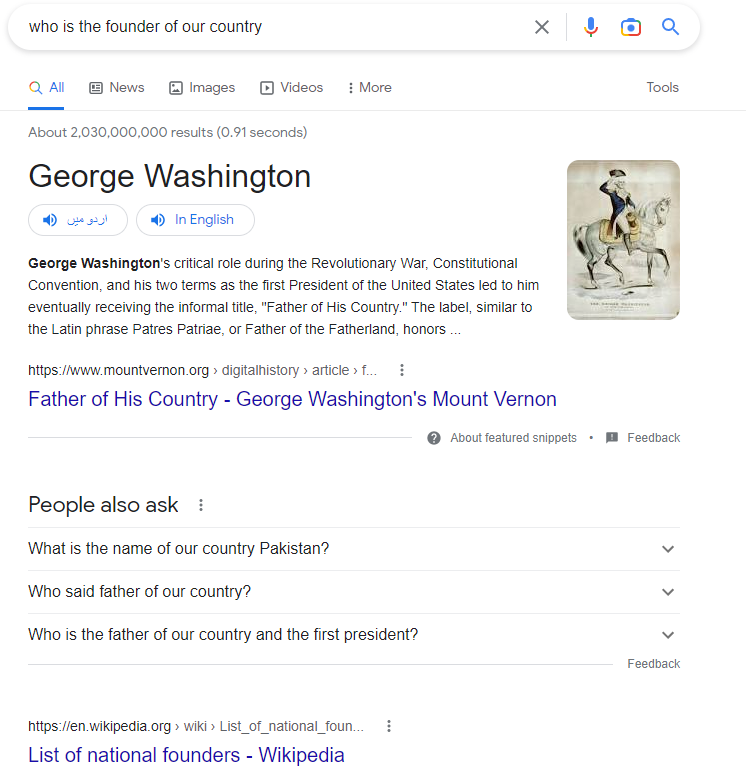 who is the founder of our country
All News Images Videos More Tools
About 2,030,000,000 results (0.91 seconds)
George Washington
اردو میں In English
George Washington's critical role during the Revolutionary War, Constitutional
Convention, and his two terms as the first President of the United States led to him
eventually receiving the informal title, "Father of His Country." The label, similar to
the Latin phrase Patres Patriae, or Father of the Fatherland, honors ...
https://www.mountvernon.org › digitalhistory › article › f...
Father of His Country - George Washington's Mount Vernon
About featured snippets • Feedback
People also ask
What is the name of our country Pakistan?
Who said father of our country?
Who is the father of our country and the first president?
Feedback
https://en.wikipedia.org › wiki › List_of_national_foun...
List of national founders - Wikipedia